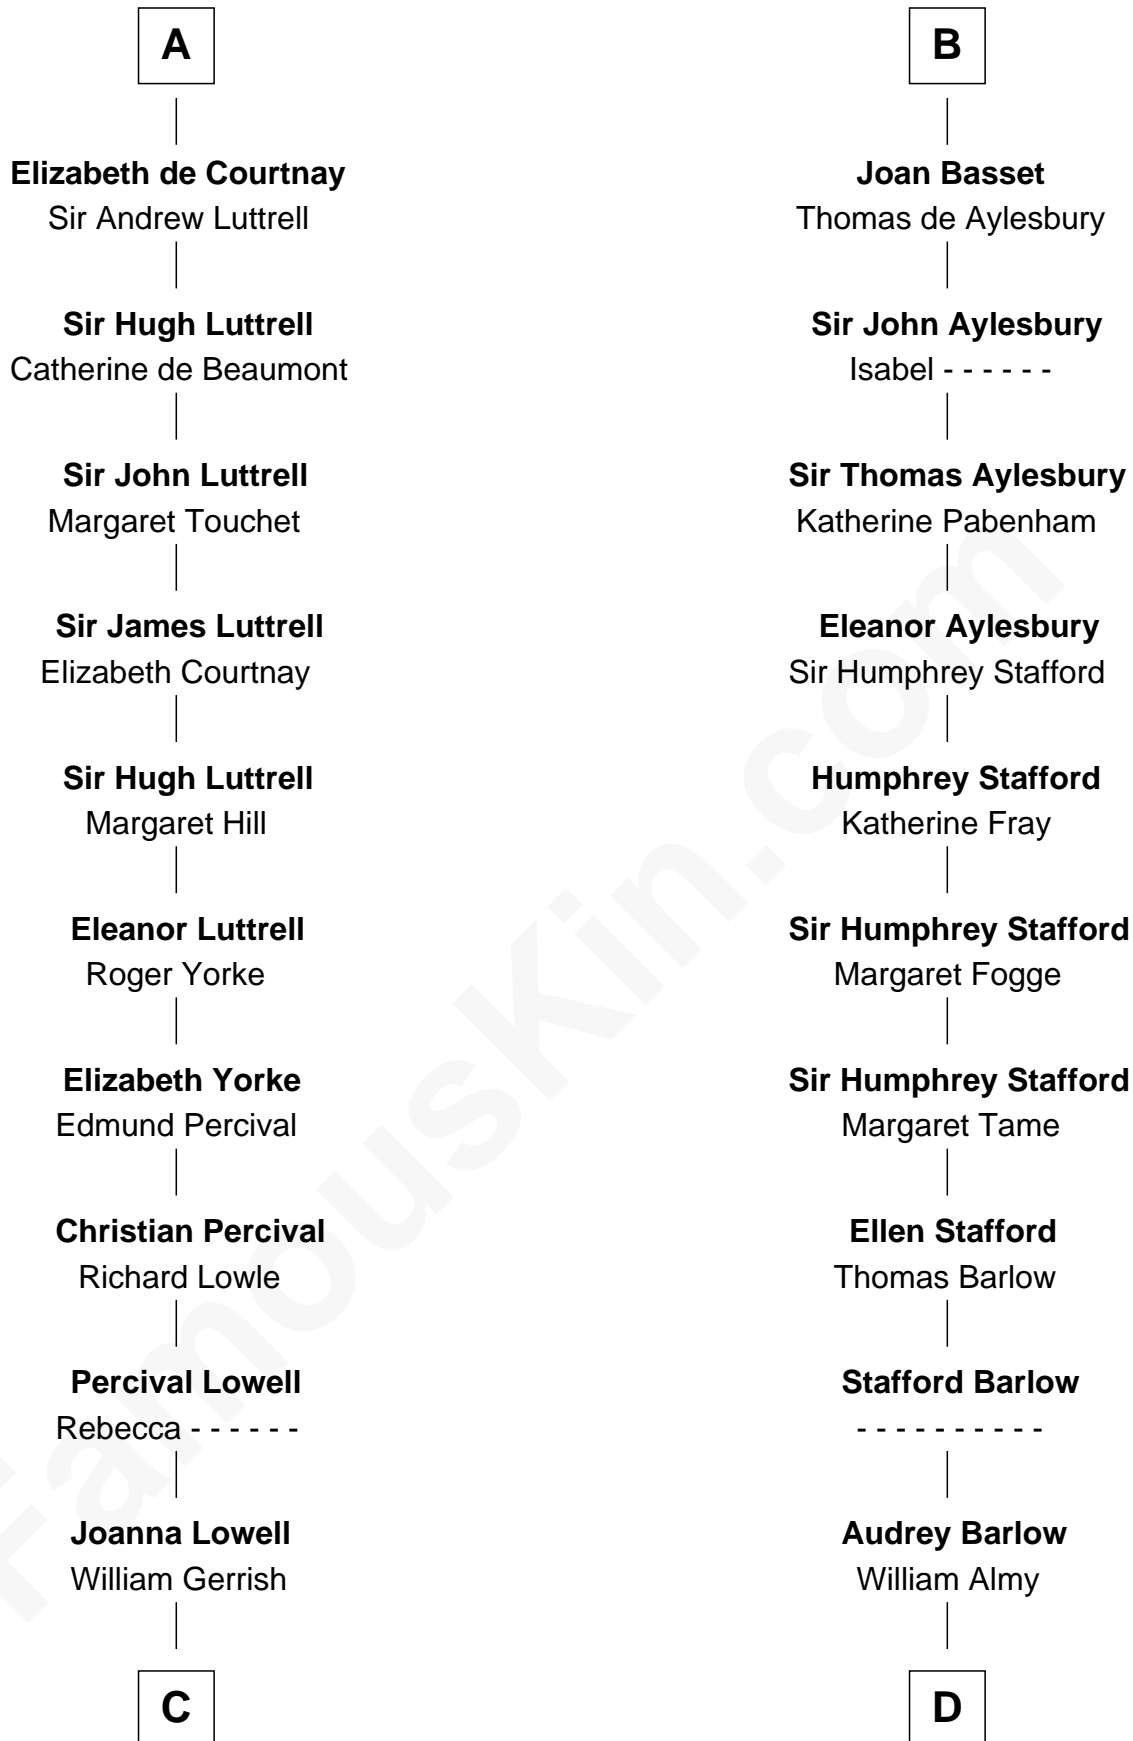 A
Elizabeth de Courtnay
Sir Andrew Luttrell
Sir Hugh Luttrell
Catherine de Beaumont
Sir John Luttrell
Margaret Touchet
Sir James Luttrell
Elizabeth Courtnay
Sir Hugh Luttrell
Margaret Hill
Eleanor Luttrell
Roger Yorke
Elizabeth Yorke
Edmund Percival
Christian Percival
Richard Lowle
Percival Lowell
Rebecca - - - - - -
Joanna Lowell
William Gerrish
C
B
Joan Basset
Thomas de Aylesbury
Sir John Aylesbury
Isabel - - - - - -
Sir Thomas Aylesbury
Katherine Pabenham
Eleanor Aylesbury
Sir Humphrey Stafford
Humphrey Stafford
Katherine Fray
Sir Humphrey Stafford
Margaret Fogge
Sir Humphrey Stafford
Margaret Tame
Ellen Stafford
Thomas Barlow
Stafford Barlow
- - - - - - - - - -
Audrey Barlow
William Almy
D
FamousKin.com